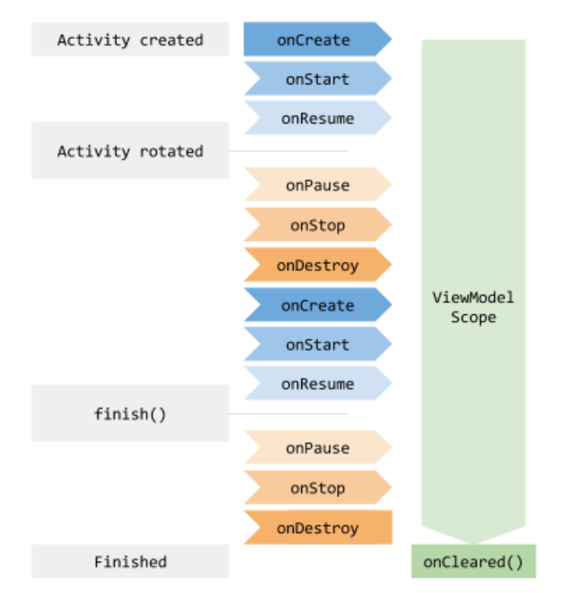 Activity created
onCreate
onStart
onResume
Activity rotated
onPause
onStop
onDestroy
onCreate
onStart
onResume
finish()
onPause
onStop
onDestroy
Finished
ViewModel
Scope
onCleared()